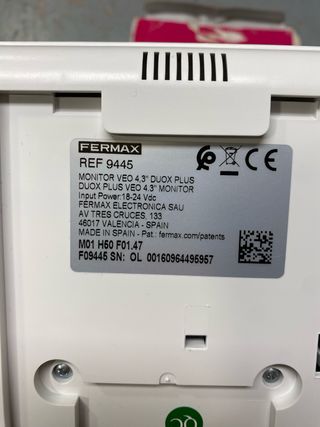 FERMAX
REF 9445
MONITOR VEO 4,3" DUOX PLUS
DUOX PLUS VEO 4.3" MONITOR
Input Power:18-24 Vdc
FERMAX ELECTRONICA SAU
AV TRES CRUCES, 133
46017 VALENCIA - SPAIN
MADE IN SPAIN - Pat.: fermax.com/patents
M01 H50 F01.47
F09445 SN: OL 00160964495957